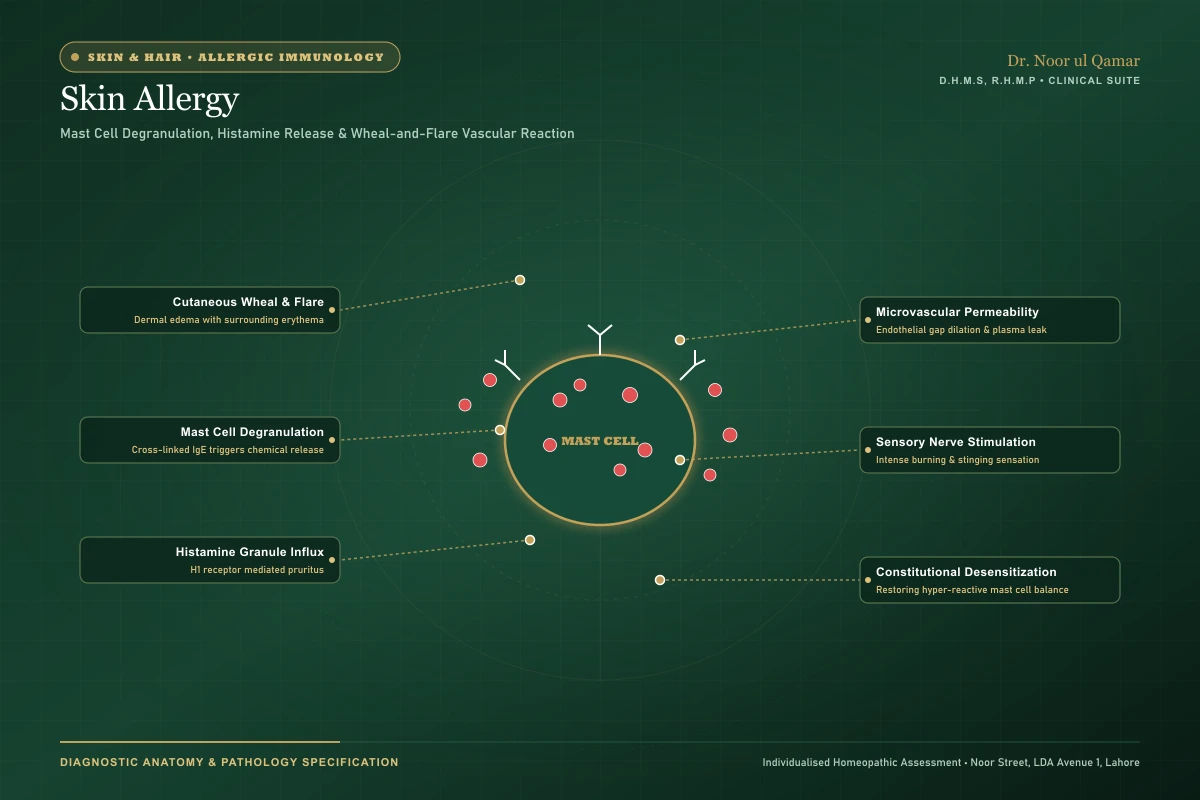 SKIN & HAIR • ALLERGIC IMMUNOLOGY
Skin Allergy
Mast Cell Degranulation, Histamine Release & Wheal-and-Flare Vascular Reaction
Dr. Noor ul Qamar
D.H.M.S, R.H.M.P • CLINICAL SUITE
Cutaneous Wheal & Flare
Dermal edema with surrounding erythema
Mast Cell Degranulation
Cross-linked IgE triggers chemical release
Histamine Granule Influx
H1 receptor mediated pruritus
MAST CELL
Microvascular Permeability
Endothelial gap dilation & plasma leak
Sensory Nerve Stimulation
Intense burning & stinging sensation
Constitutional Desensitization
Restoring hyper-reactive mast cell balance
DIAGNOSTIC ANATOMY & PATHOLOGY SPECIFICATION
Individualised Homeopathic Assessment • Noor Street, LDA Avenue 1, Lahore